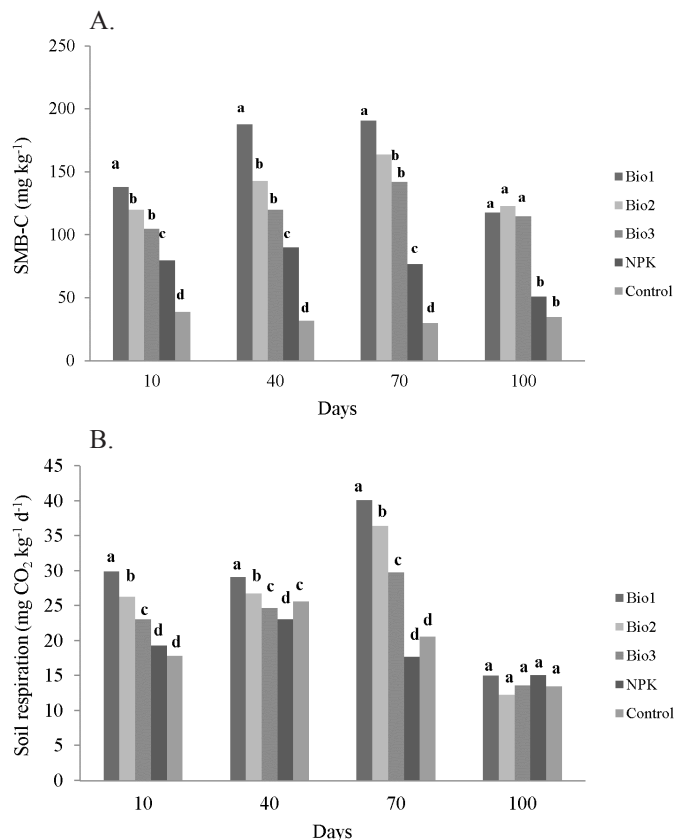 A.
250
200
150
100
50
0
SMB-C (mg kg⁻¹)
a b b c d
a b b c d
a b b c d
a a a b b
10 40 70 100
Days
Bio1
Bio2
Bio3
NPK
Control
B.
45
40
35
30
25
20
15
10
5
0
Soil respiration (mg CO₂ kg⁻¹ d⁻¹)
a b c d d
a b c d c
a b c d d
a a a a a
10 40 70 100
Days
Bio1
Bio2
Bio3
NPK
Control